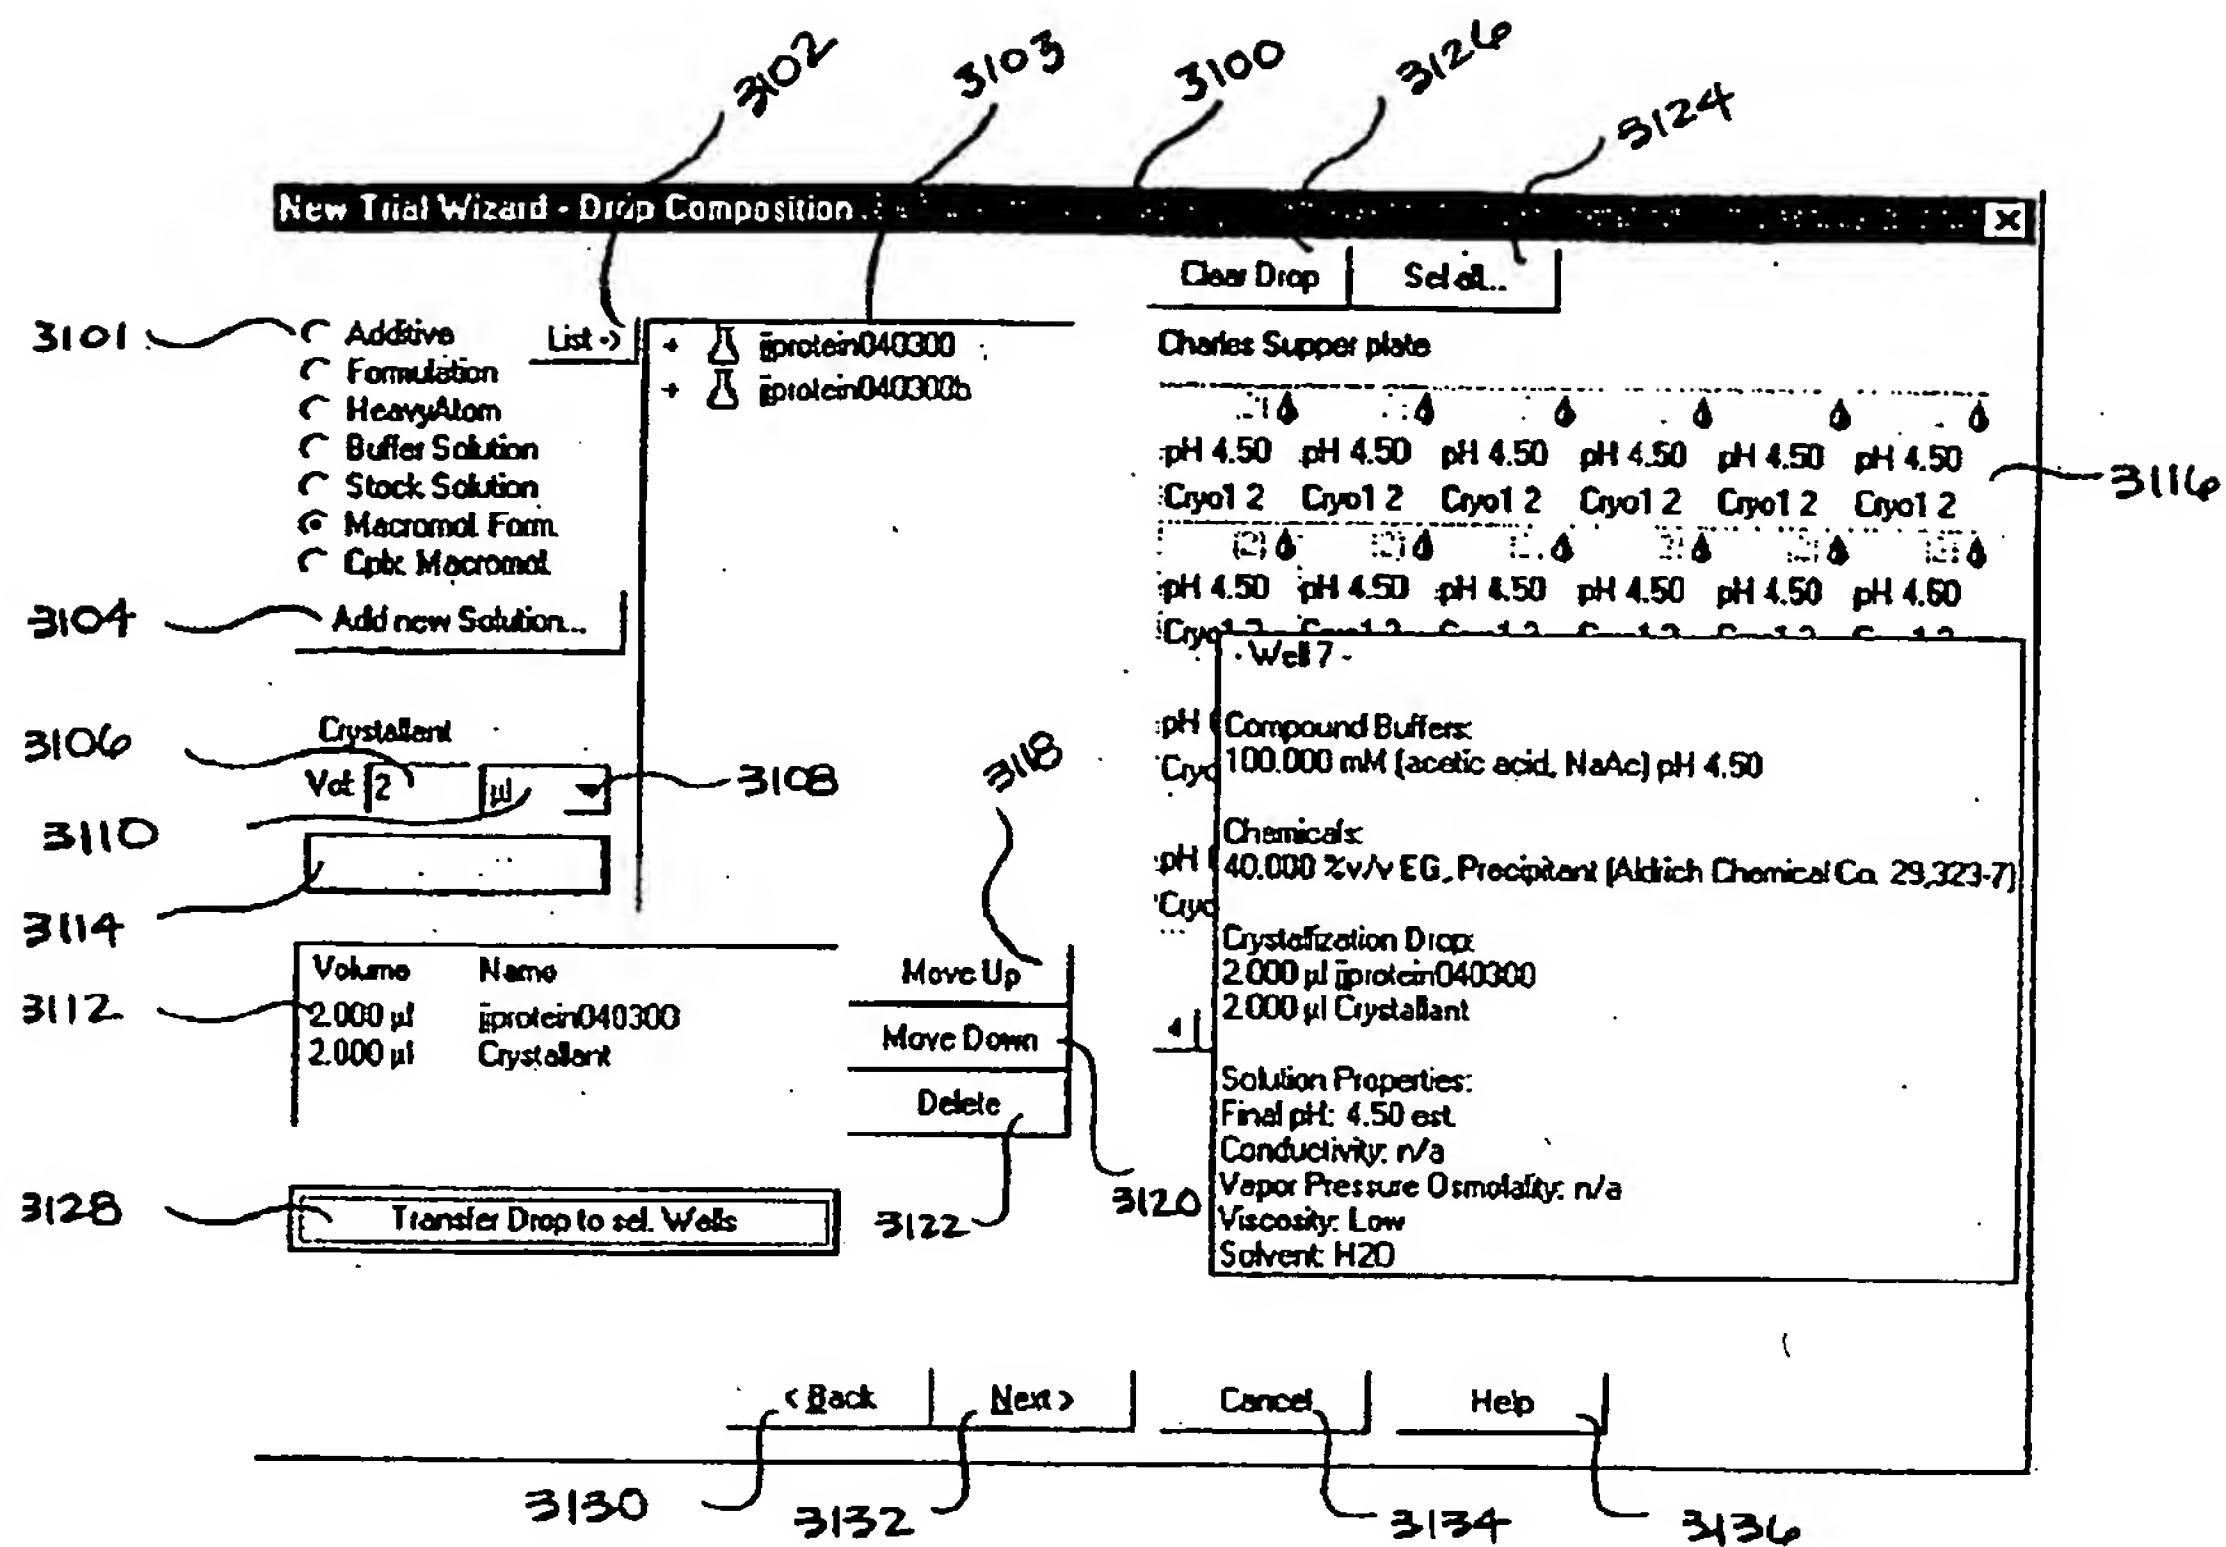 3102 3103 3100 3126 3124
New Trial Wizard - Drop Composition
Clear Drop Sel all...
3101 Additive List -> jjprotein040300 Charles Supper plate
Formulation jjprotein040300b
HeavyAtom
Buffer Solution pH 4.50 pH 4.50 pH 4.50 pH 4.50 pH 4.50 pH 4.50
3116
Stock Solution Cryo1 2 Cryo1 2 Cryo1 2 Cryo1 2 Cryo1 2 Cryo1 2
Macromol. Form.
Cplx. Macromol.
pH 4.50 pH 4.50 pH 4.50 pH 4.50 pH 4.50 pH 4.50
3104 Add new Solution...
- Well 7 -
3106 Crystallant
Compound Buffers:
100.000 mM (acetic acid, NaAc) pH 4.50
Vol: 2 µl 3108 3118
3110
Chemicals:
40.000 %v/v EG, Precipitant (Aldrich Chemical Co. 29,323-7)
3114
Crystallization Drop:
2.000 µl jjprotein040300
2.000 µl Crystallant
Volume Name Move Up
3112 2.000 µl jjprotein040300
2.000 µl Crystallant Move Down
Delete
Solution Properties:
Final pH: 4.50 est.
Conductivity: n/a
Vapor Pressure Osmolality: n/a
Viscosity: Low
Solvent: H2O
3128 Transfer Drop to sel. Wells 3122 3120
< Back Next > Cancel Help
3130 3132 3134 3136